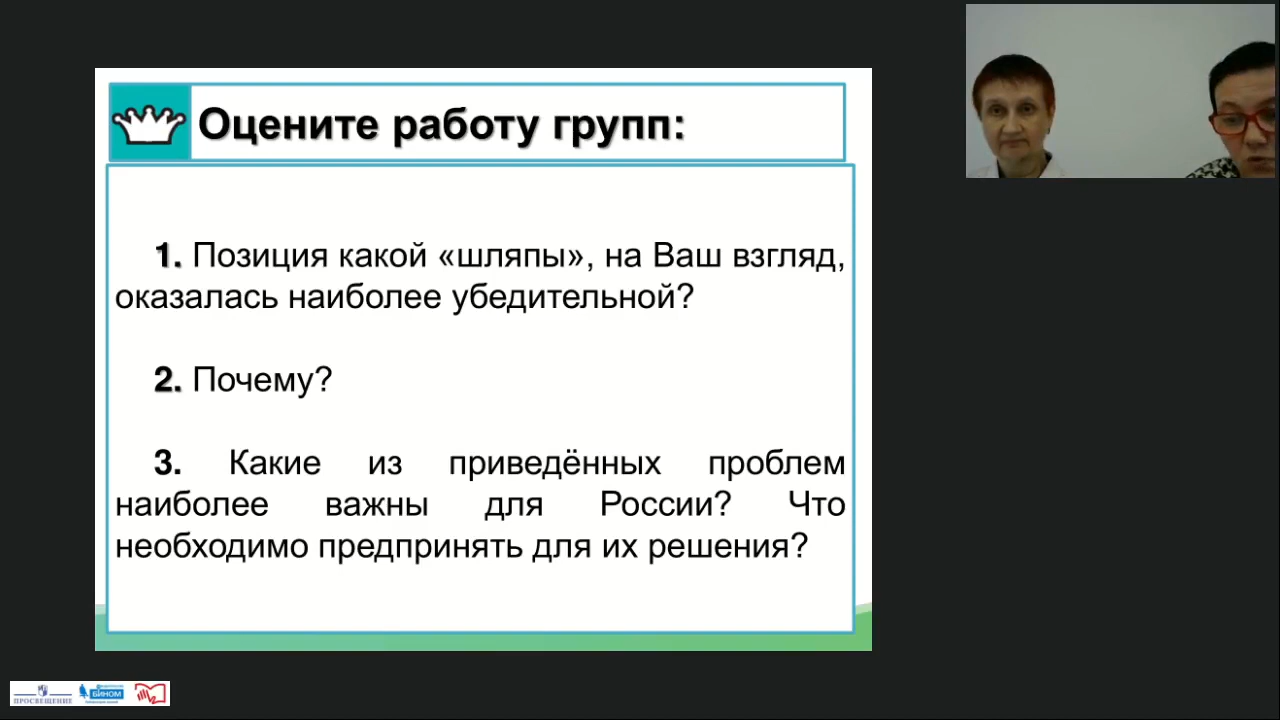 Оцените работу групп:
1. Позиция какой «шляпы», на Ваш взгляд,
оказалась наиболее убедительной?
2. Почему?
3. Какие из приведённых проблем
наиболее важны для России? Что
необходимо предпринять для их решения?
ПРОСВЕЩЕНИЕ
БИНОМ